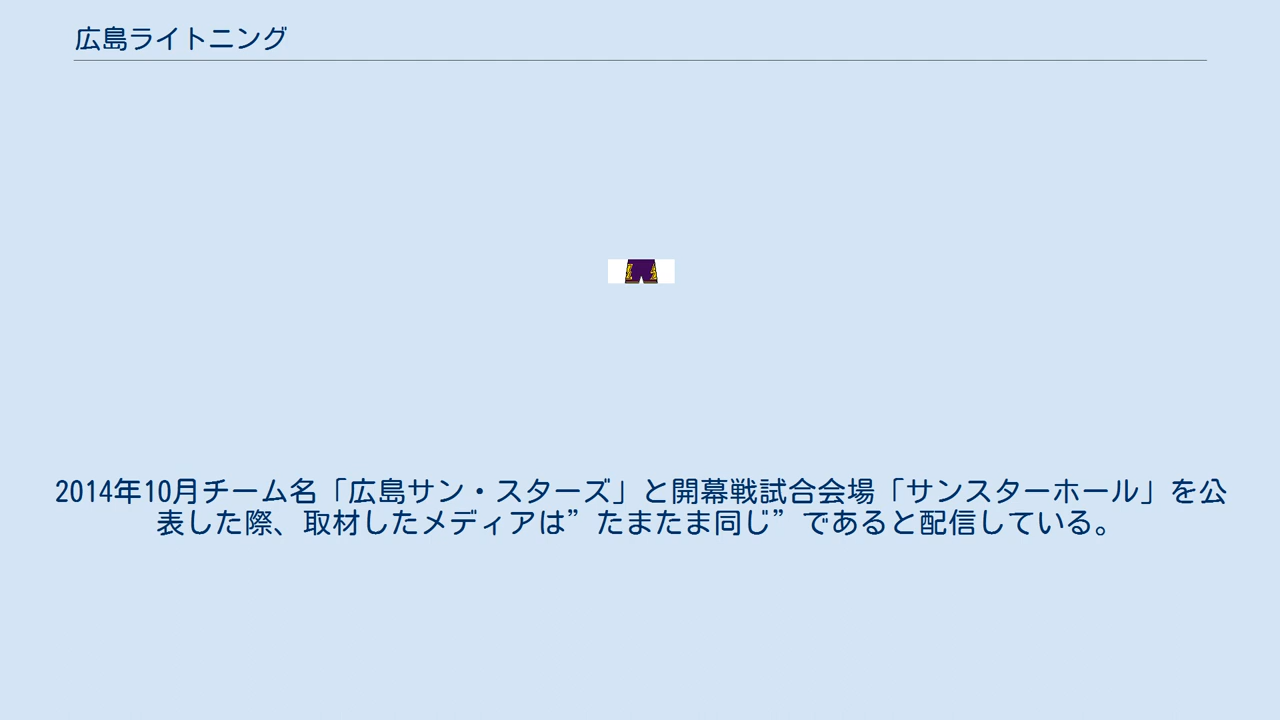 広島ライトニング
2014年10月チーム名「広島サン・スターズ」と開幕戦試合会場「サンスターホール」を公
表した際、取材したメディアは”たまたま同じ”であると配信している。